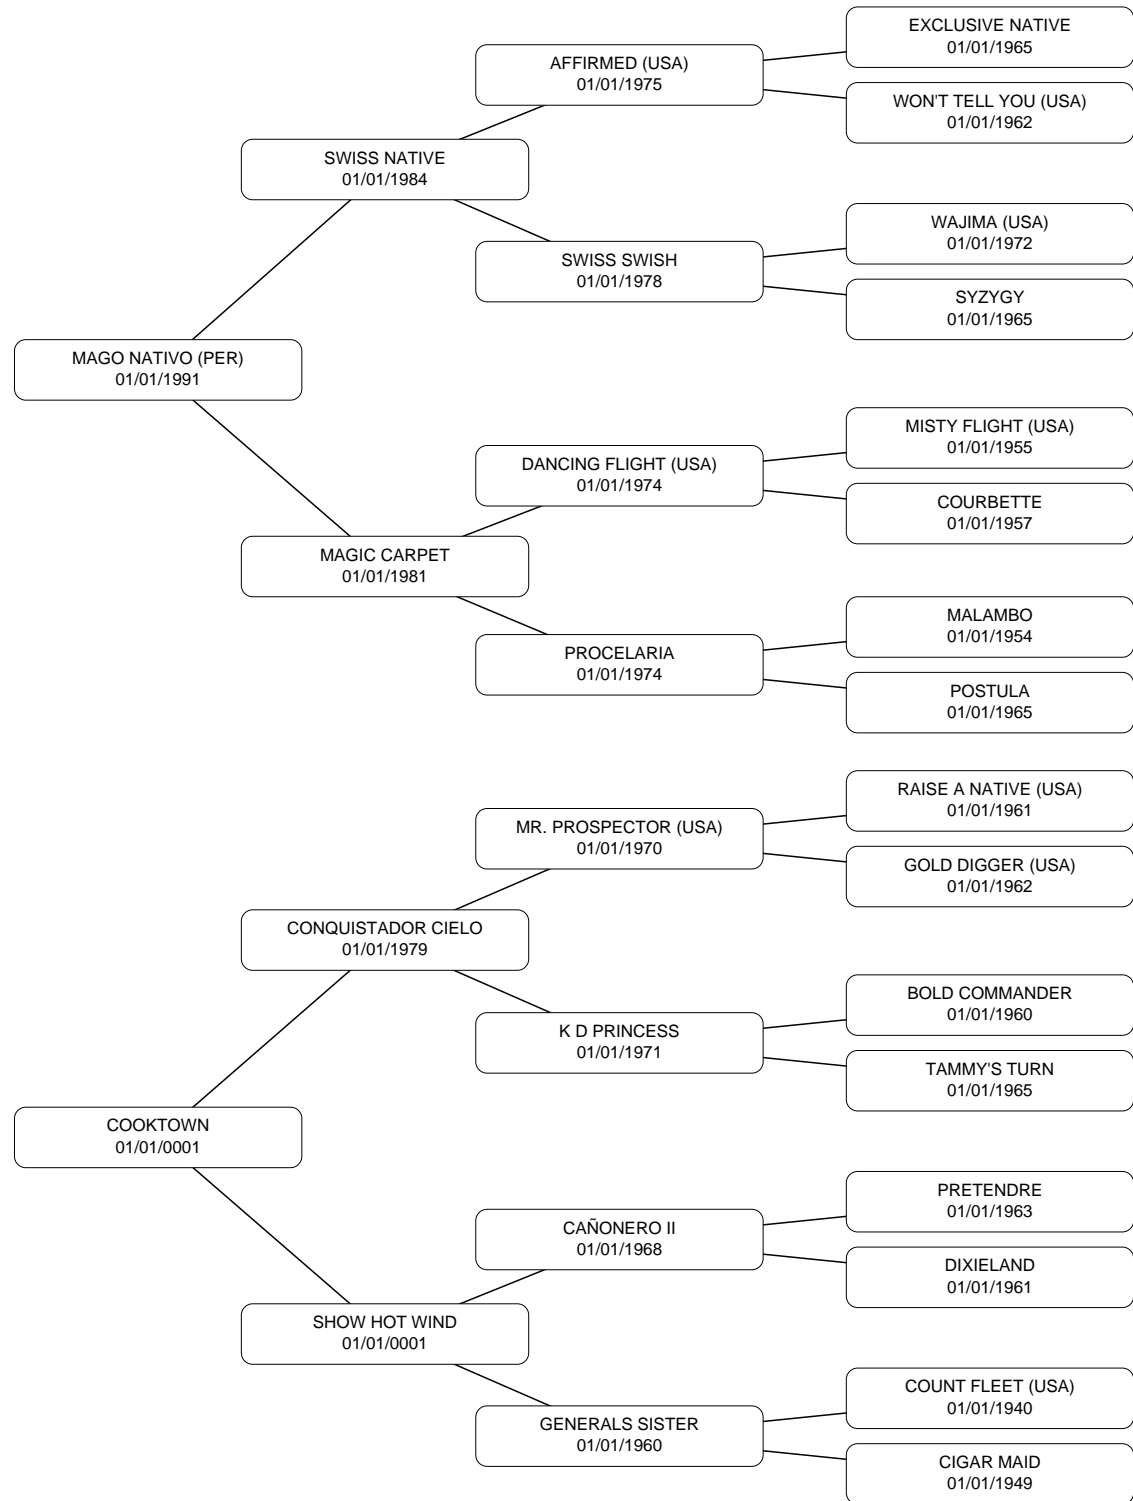 EXCLUSIVE NATIVE
01/01/1965
AFFIRMED (USA)
01/01/1975
WON'T TELL YOU (USA)
01/01/1962
SWISS NATIVE
01/01/1984
WAJIMA (USA)
01/01/1972
SWISS SWISH
01/01/1978
SYZYGY
01/01/1965
MAGO NATIVO (PER)
01/01/1991
MISTY FLIGHT (USA)
01/01/1955
DANCING FLIGHT (USA)
01/01/1974
COURBETTE
01/01/1957
MAGIC CARPET
01/01/1981
MALAMBO
01/01/1954
PROCELARIA
01/01/1974
POSTULA
01/01/1965
RAISE A NATIVE (USA)
01/01/1961
MR. PROSPECTOR (USA)
01/01/1970
GOLD DIGGER (USA)
01/01/1962
CONQUISTADOR CIELO
01/01/1979
BOLD COMMANDER
01/01/1960
K D PRINCESS
01/01/1971
TAMMY'S TURN
01/01/1965
COOKTOWN
01/01/0001
PRETENDRE
01/01/1963
CAÑONERO II
01/01/1968
DIXIELAND
01/01/1961
SHOW HOT WIND
01/01/0001
COUNT FLEET (USA)
01/01/1940
GENERALS SISTER
01/01/1960
CIGAR MAID
01/01/1949